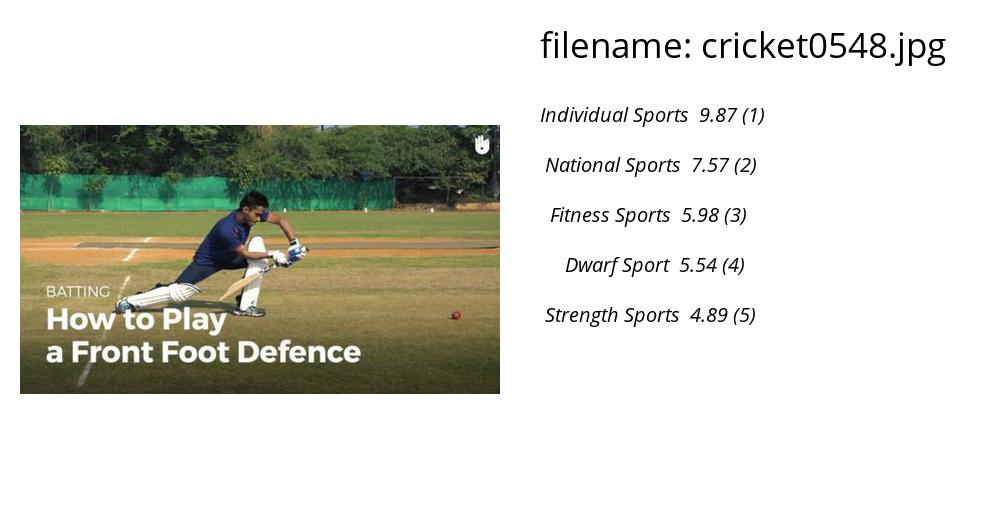 filename: cricket0548.jpg
Individual Sports 9.87 (1)
National Sports 7.57 (2)
Fitness Sports 5.98 (3)
Dwarf Sport 5.54 (4)
Strength Sports 4.89 (5)
BATTING
How to Play
a Front Foot Defence